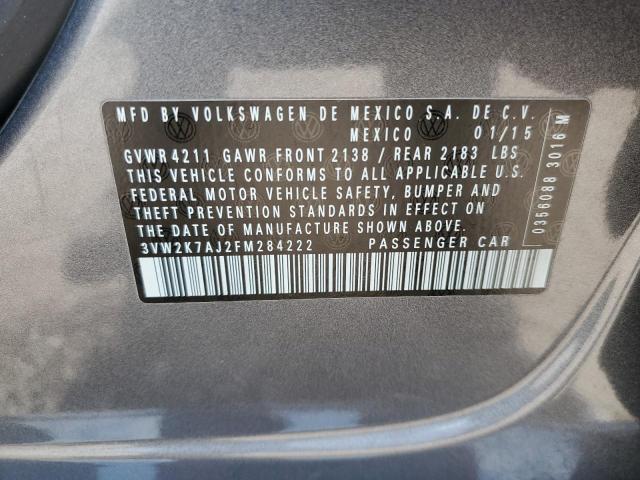 MFD BY VOLKSWAGEN DE MEXICO S.A. DE C.V.
MEXICO 01/15
GVWR 4211 GAWR FRONT 2138 / REAR 2183 LBS
THIS VEHICLE CONFORMS TO ALL APPLICABLE U.S.
FEDERAL MOTOR VEHICLE SAFETY, BUMPER AND
THEFT PREVENTION STANDARDS IN EFFECT ON
THE DATE OF MANUFACTURE SHOWN ABOVE.
3VW2K7AJ2FM284222 PASSENGER CAR
0356088 3016 M